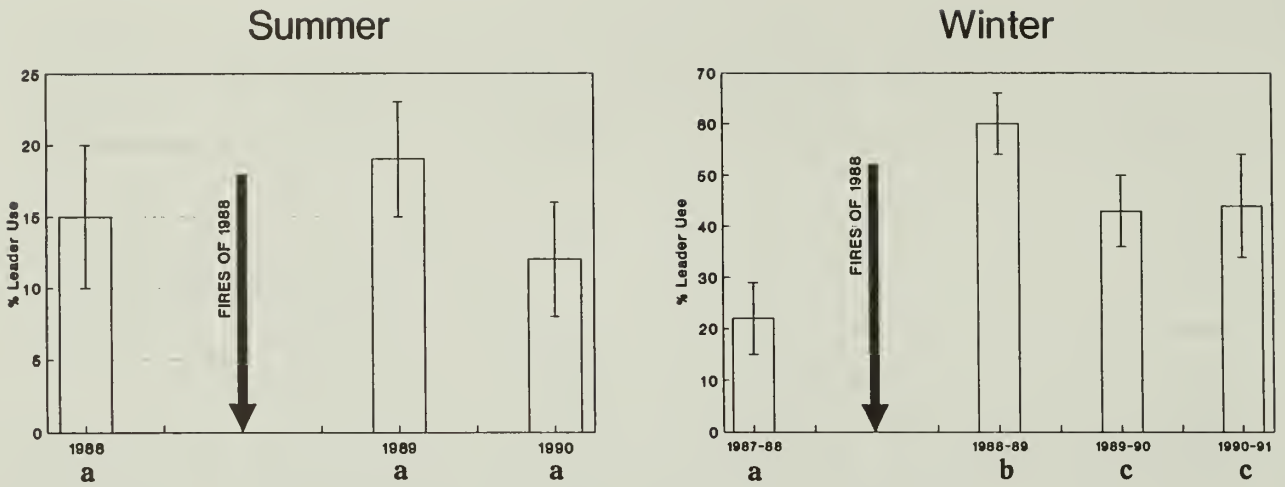 Summer
25
20
15
10
5
0
% Leader Use
FIRES OF 1988
1988
1989
1990
a
a
a
Winter
70
60
50
40
30
20
10
0
% Leader Use
FIRES OF 1988
1987-88
1988-89
1989-90
1990-91
a
b
c
c